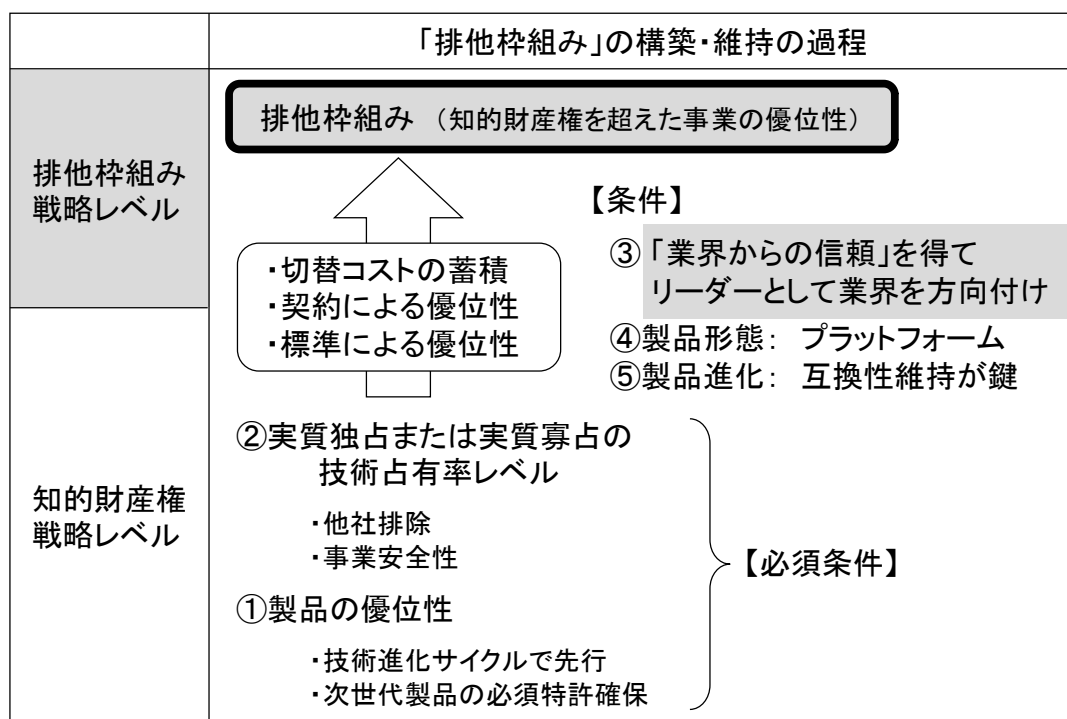 「排他枠組み」の構築・維持の過程
排他枠組み
戦略レベル
排他枠組み （知的財産権を超えた事業の優位性）
・切替コストの蓄積
・契約による優位性
・標準による優位性
【条件】
③「業界からの信頼」を得て
リーダーとして業界を方向付け
④製品形態： プラットフォーム
⑤製品進化： 互換性維持が鍵
知的財産権
戦略レベル
②実質独占または実質寡占の
技術占有率レベル
・他社排除
・事業安全性
①製品の優位性
・技術進化サイクルで先行
・次世代製品の必須特許確保
【必須条件】